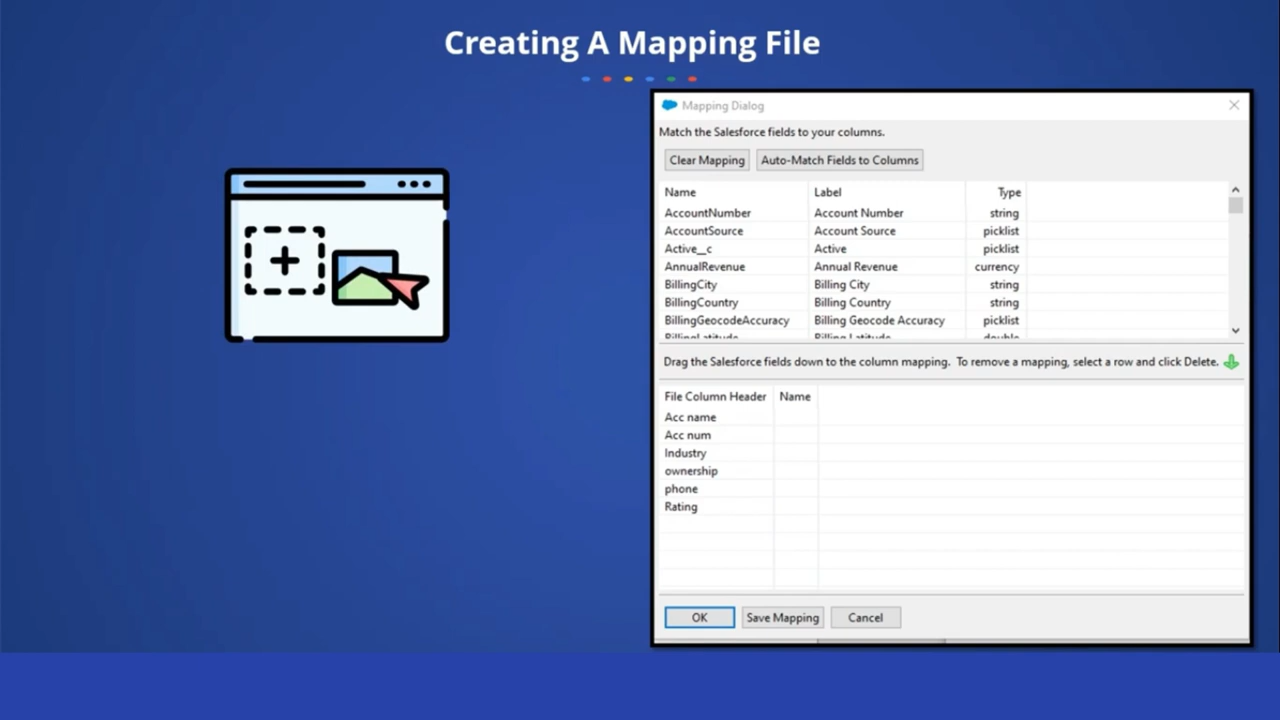 Creating A Mapping File
Mapping Dialog
Match the Salesforce fields to your columns.
Clear Mapping Auto-Match Fields to Columns
Name Label Type
AccountNumber Account Number string
AccountSource Account Source picklist
Active__c Active picklist
AnnualRevenue Annual Revenue currency
BillingCity Billing City string
BillingCountry Billing Country string
BillingGeocodeAccuracy Billing Geocode Accuracy picklist
BillingLatitude Billing Latitude double
Drag the Salesforce fields down to the column mapping. To remove a mapping, select a row and click Delete.
File Column Header Name
Acc name
Acc num
Industry
ownership
phone
Rating
OK Save Mapping Cancel